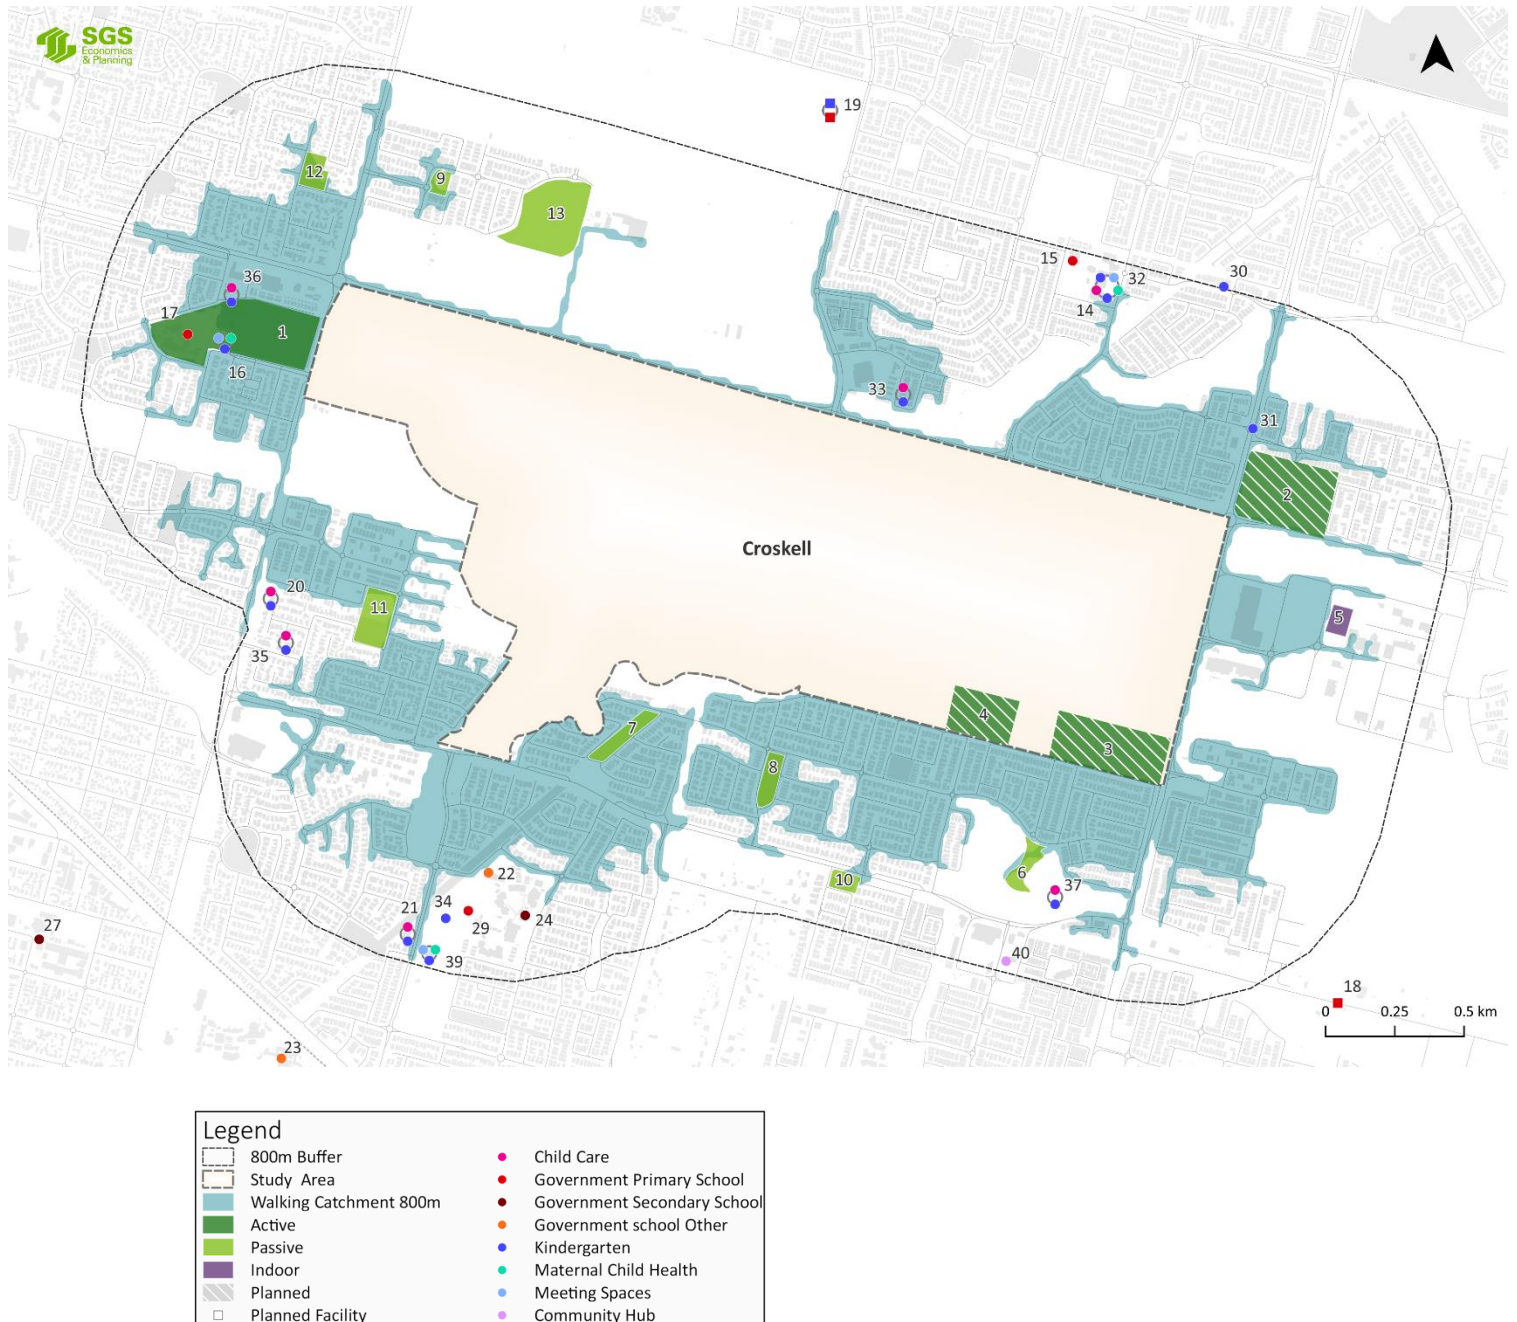 SGS
Economics
& Planning
19
12
9
13
15
32
30
14
36
17
1
16
33
31
2
Croskell
20
11
5
35
7
4
3
8
6
10
37
22
21
34
29
24
27
39
40
18
0 0.25 0.5 km
23
Legend
800m Buffer
Study Area
Walking Catchment 800m
Active
Passive
Indoor
Planned
Planned Facility
Child Care
Government Primary School
Government Secondary School
Government school Other
Kindergarten
Maternal Child Health
Meeting Spaces
Community Hub